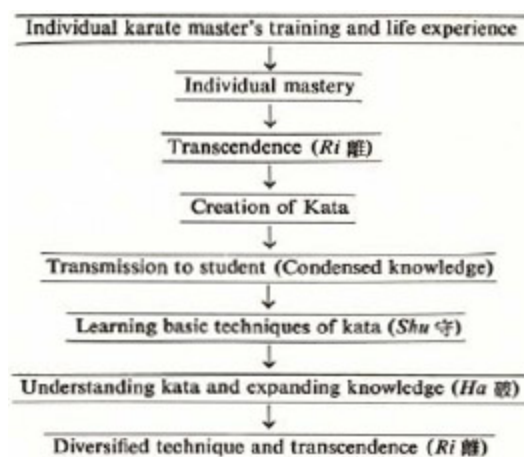 Individual karate master's training and life experience
Individual mastery
Transcendence (Ri 離)
Creation of Kata
Transmission to student (Condensed knowledge)
Learning basic techniques of kata (Shu 守)
Understanding kata and expanding knowledge (Ha 破)
Diversified technique and transcendence (Ri 離)